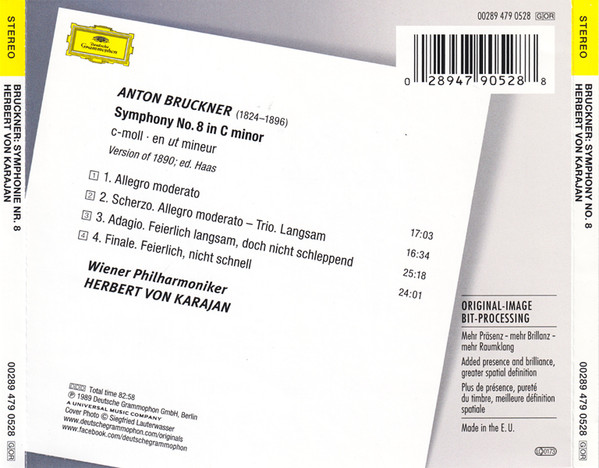 STEREO
BRUCKNER: SYMPHONIE NR. 8
HERBERT VON KARAJAN
00289 479 0528 GOR
Deutsche
Grammophon
00289 479 0528 GOR
0 28947 90528 8
ANTON BRUCKNER (1824–1896)
Symphony No. 8 in C minor
c-moll · en ut mineur
Version of 1890; ed. Haas
1 1. Allegro moderato 17:03
2 2. Scherzo. Allegro moderato – Trio. Langsam 16:34
3 3. Adagio. Feierlich langsam, doch nicht schleppend 25:18
4 4. Finale. Feierlich, nicht schnell 24:01
Wiener Philharmoniker
HERBERT VON KARAJAN
DDD Total time 82:58
℗ 1989 Deutsche Grammophon GmbH, Berlin
A UNIVERSAL MUSIC COMPANY
Cover Photo © Siegfried Lauterwasser
www.deutschegrammophon.com/originals
www.facebook.com/deutschegrammophon
ORIGINAL-IMAGE
BIT-PROCESSING
Mehr Präsenz – mehr Brillanz –
mehr Raumklang
Added presence and brilliance,
greater spatial definition
Plus de présence, pureté
du timbre, meilleure définition
spatiale
Made in the E. U.
STEREO
BRUCKNER: SYMPHONY NO. 8
HERBERT VON KARAJAN
00289 479 0528 GOR